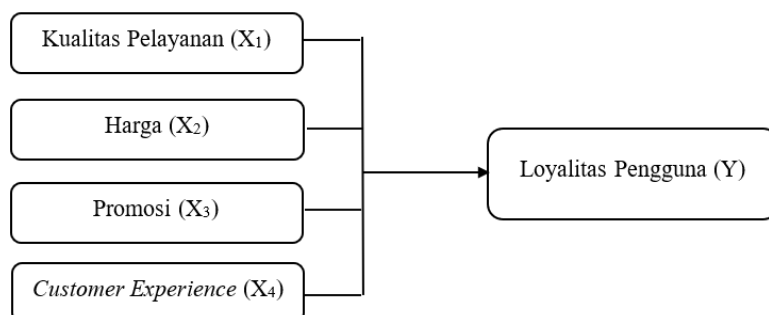 Kualitas Pelayanan (X₁)
Harga (X₂)
Promosi (X₃)
Customer Experience (X₄)
Loyalitas Pengguna (Y)